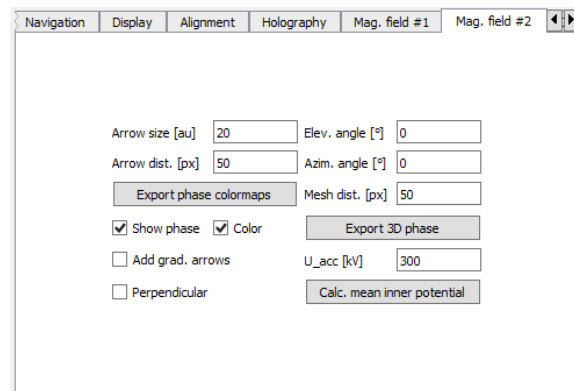 Navigation Display Alignment Holography Mag. field #1 Mag. field #2
Arrow size [au] 20 Elev. angle [º] 0
Arrow dist. [px] 50 Azim. angle [º] 0
Export phase colormaps Mesh dist. [px] 50
Show phase Color Export 3D phase
Add grad. arrows U_acc [kV] 300
Perpendicular Calc. mean inner potential